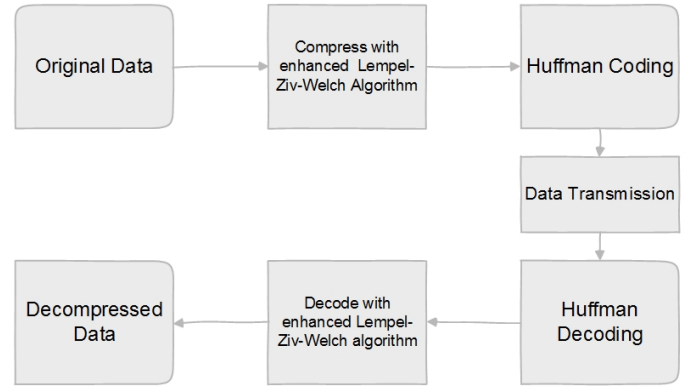 Original Data
Compress with
enhanced Lempel-
Ziv-Welch Algorithm
Huffman Coding
Data Transmission
Huffman
Decoding
Decode with
enhanced Lempel-
Ziv-Welch algorithm
Decompressed
Data